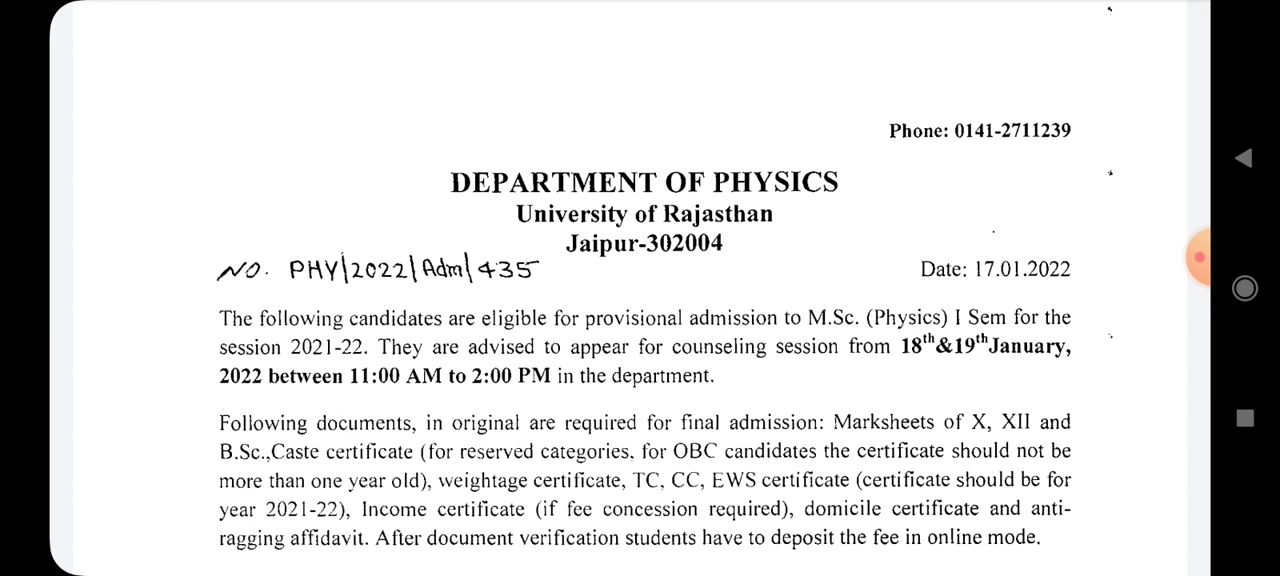 Phone: 0141-2711239
DEPARTMENT OF PHYSICS
University of Rajasthan
Jaipur-302004
NO. PHY|2022|Adm|435
Date: 17.01.2022
The following candidates are eligible for provisional admission to M.Sc. (Physics) I Sem for the
session 2021-22. They are advised to appear for counseling session from 18th&19thJanuary,
2022 between 11:00 AM to 2:00 PM in the department.
Following documents, in original are required for final admission: Marksheets of X, XII and
B.Sc.,Caste certificate (for reserved categories, for OBC candidates the certificate should not be
more than one year old), weightage certificate, TC, CC, EWS certificate (certificate should be for
year 2021-22), Income certificate (if fee concession required), domicile certificate and anti-
ragging affidavit. After document verification students have to deposit the fee in online mode.